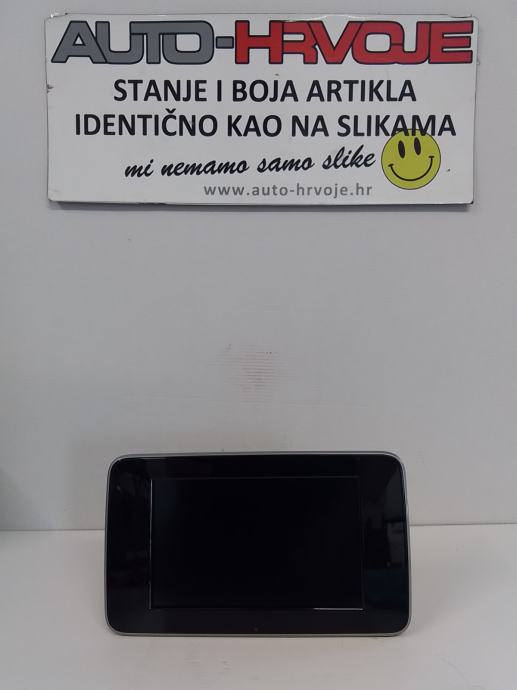 AUTO-HRVOJE
STANJE I BOJA ARTIKLA
IDENTIČNO KAO NA SLIKAMA
mi nemamo samo slike
www.auto-hrvoje.hr